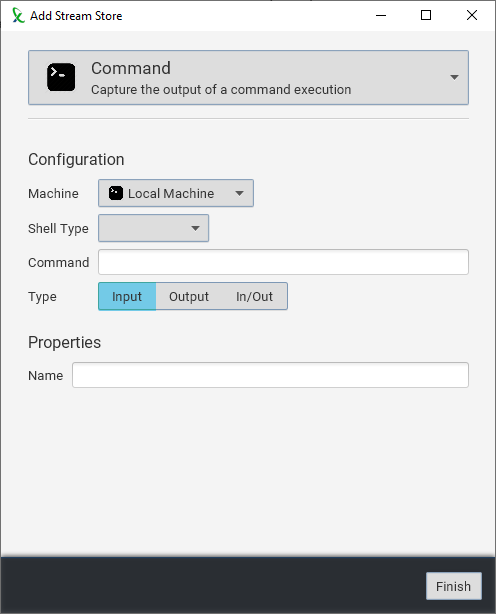 Add Stream Store
Command
Capture the output of a command execution
Configuration
Machine Local Machine
Shell Type
Command
Type Input Output In/Out
Properties
Name
Finish